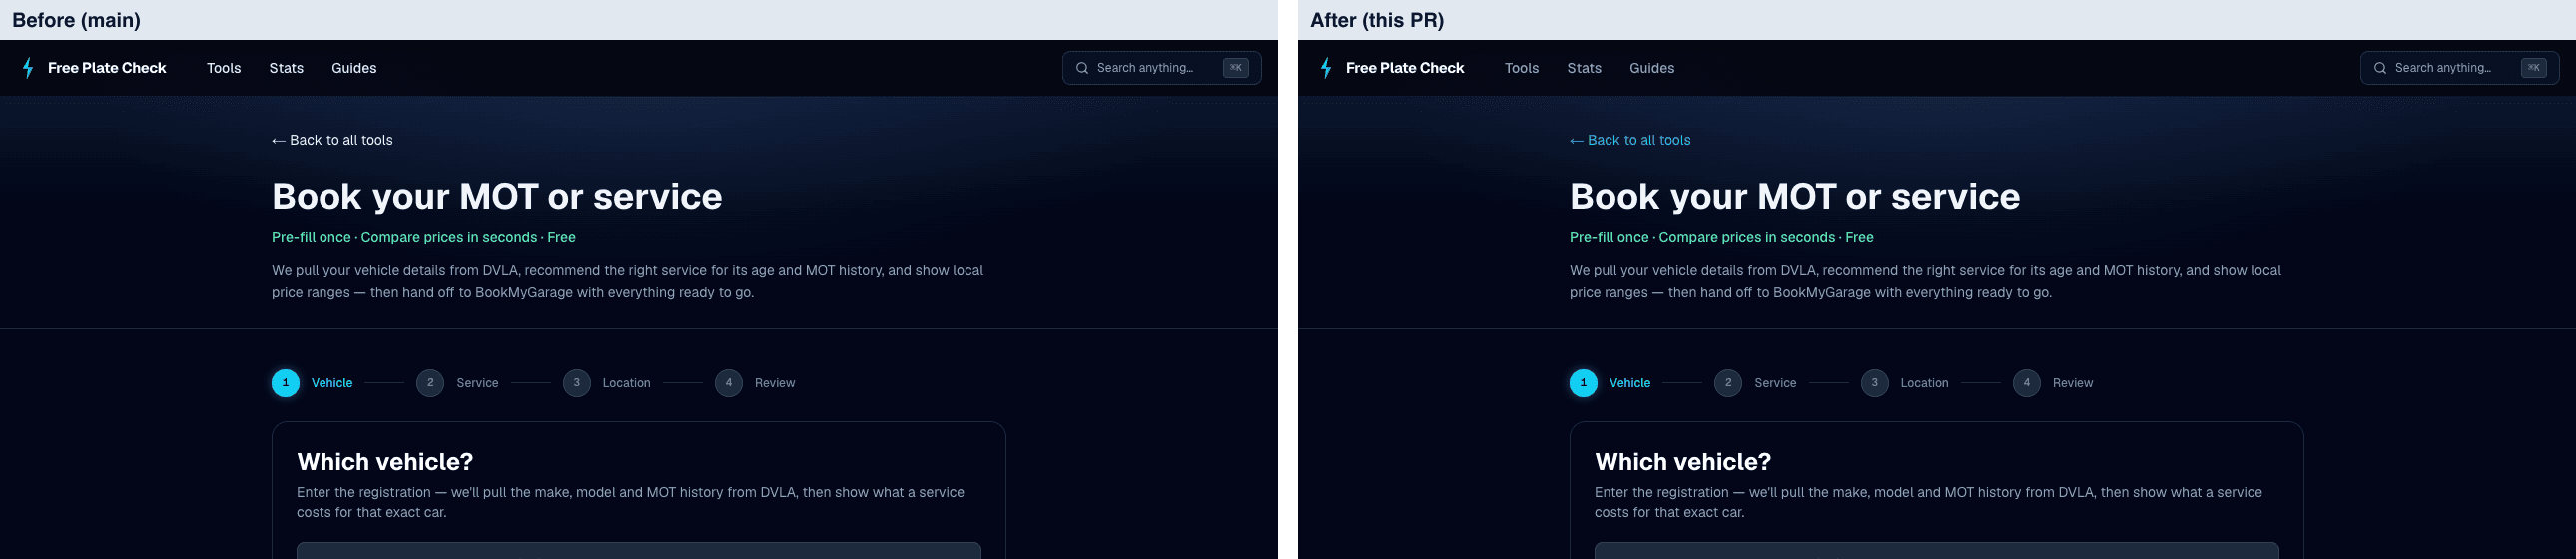 Before (main)
Free Plate Check Tools Stats Guides Search anything... ⌘K
← Back to all tools
Book your MOT or service
Pre-fill once · Compare prices in seconds · Free
We pull your vehicle details from DVLA, recommend the right service for its age and MOT history, and show local
price ranges — then hand off to BookMyGarage with everything ready to go.
1 Vehicle 2 Service 3 Location 4 Review
Which vehicle?
Enter the registration — we'll pull the make, model and MOT history from DVLA, then show what a service
costs for that exact car.
After (this PR)
Free Plate Check Tools Stats Guides Search anything... ⌘K
← Back to all tools
Book your MOT or service
Pre-fill once · Compare prices in seconds · Free
We pull your vehicle details from DVLA, recommend the right service for its age and MOT history, and show local
price ranges — then hand off to BookMyGarage with everything ready to go.
1 Vehicle 2 Service 3 Location 4 Review
Which vehicle?
Enter the registration — we'll pull the make, model and MOT history from DVLA, then show what a service
costs for that exact car.